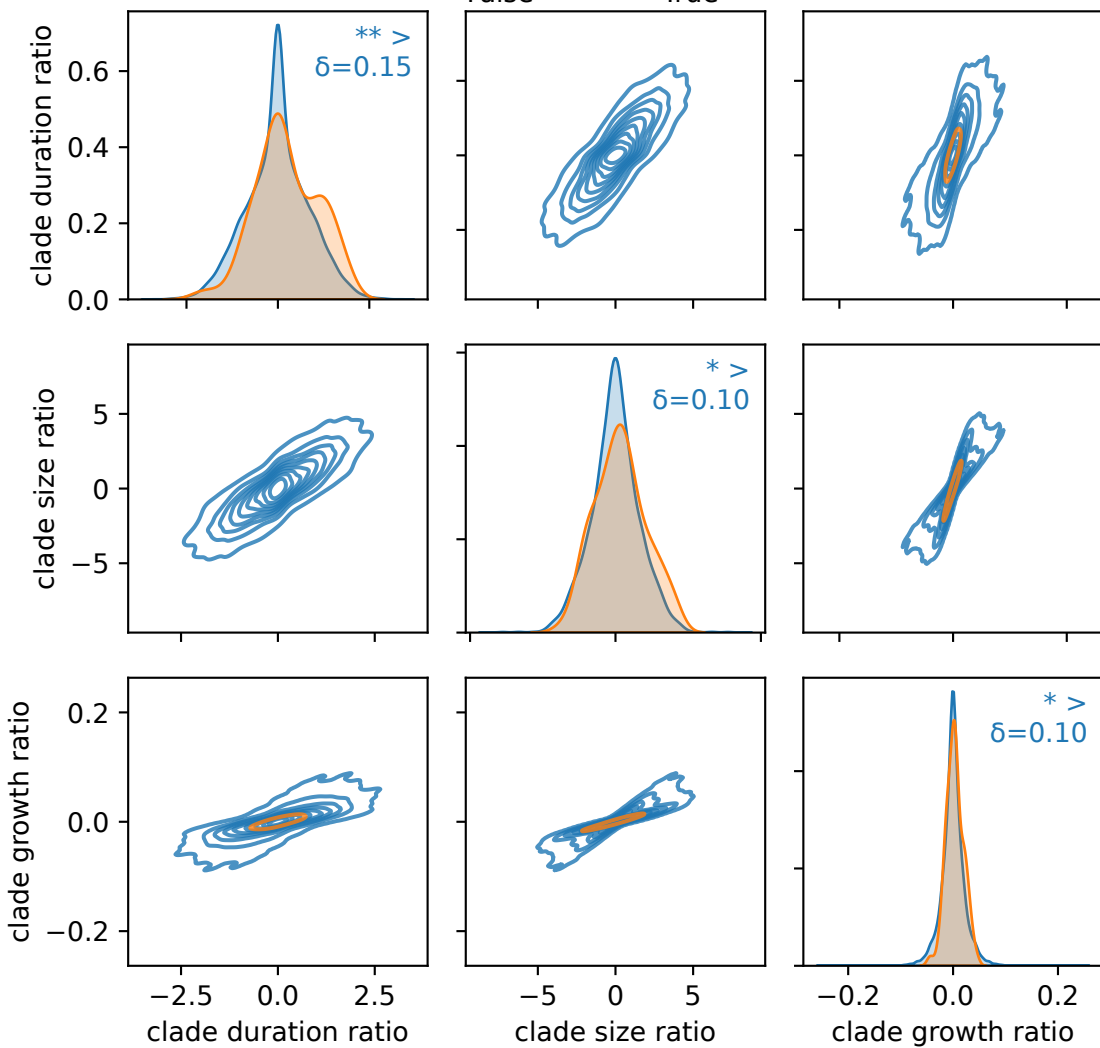 clade duration ratio
0.6
0.4
0.2
0.0
** >
δ=0.15
clade size ratio
5
0
−5
* >
δ=0.10
clade growth ratio
0.2
0.0
−0.2
* >
δ=0.10
−2.5 0.0 2.5
−5 0 5
−0.2 0.0 0.2
clade duration ratio
clade size ratio
clade growth ratio